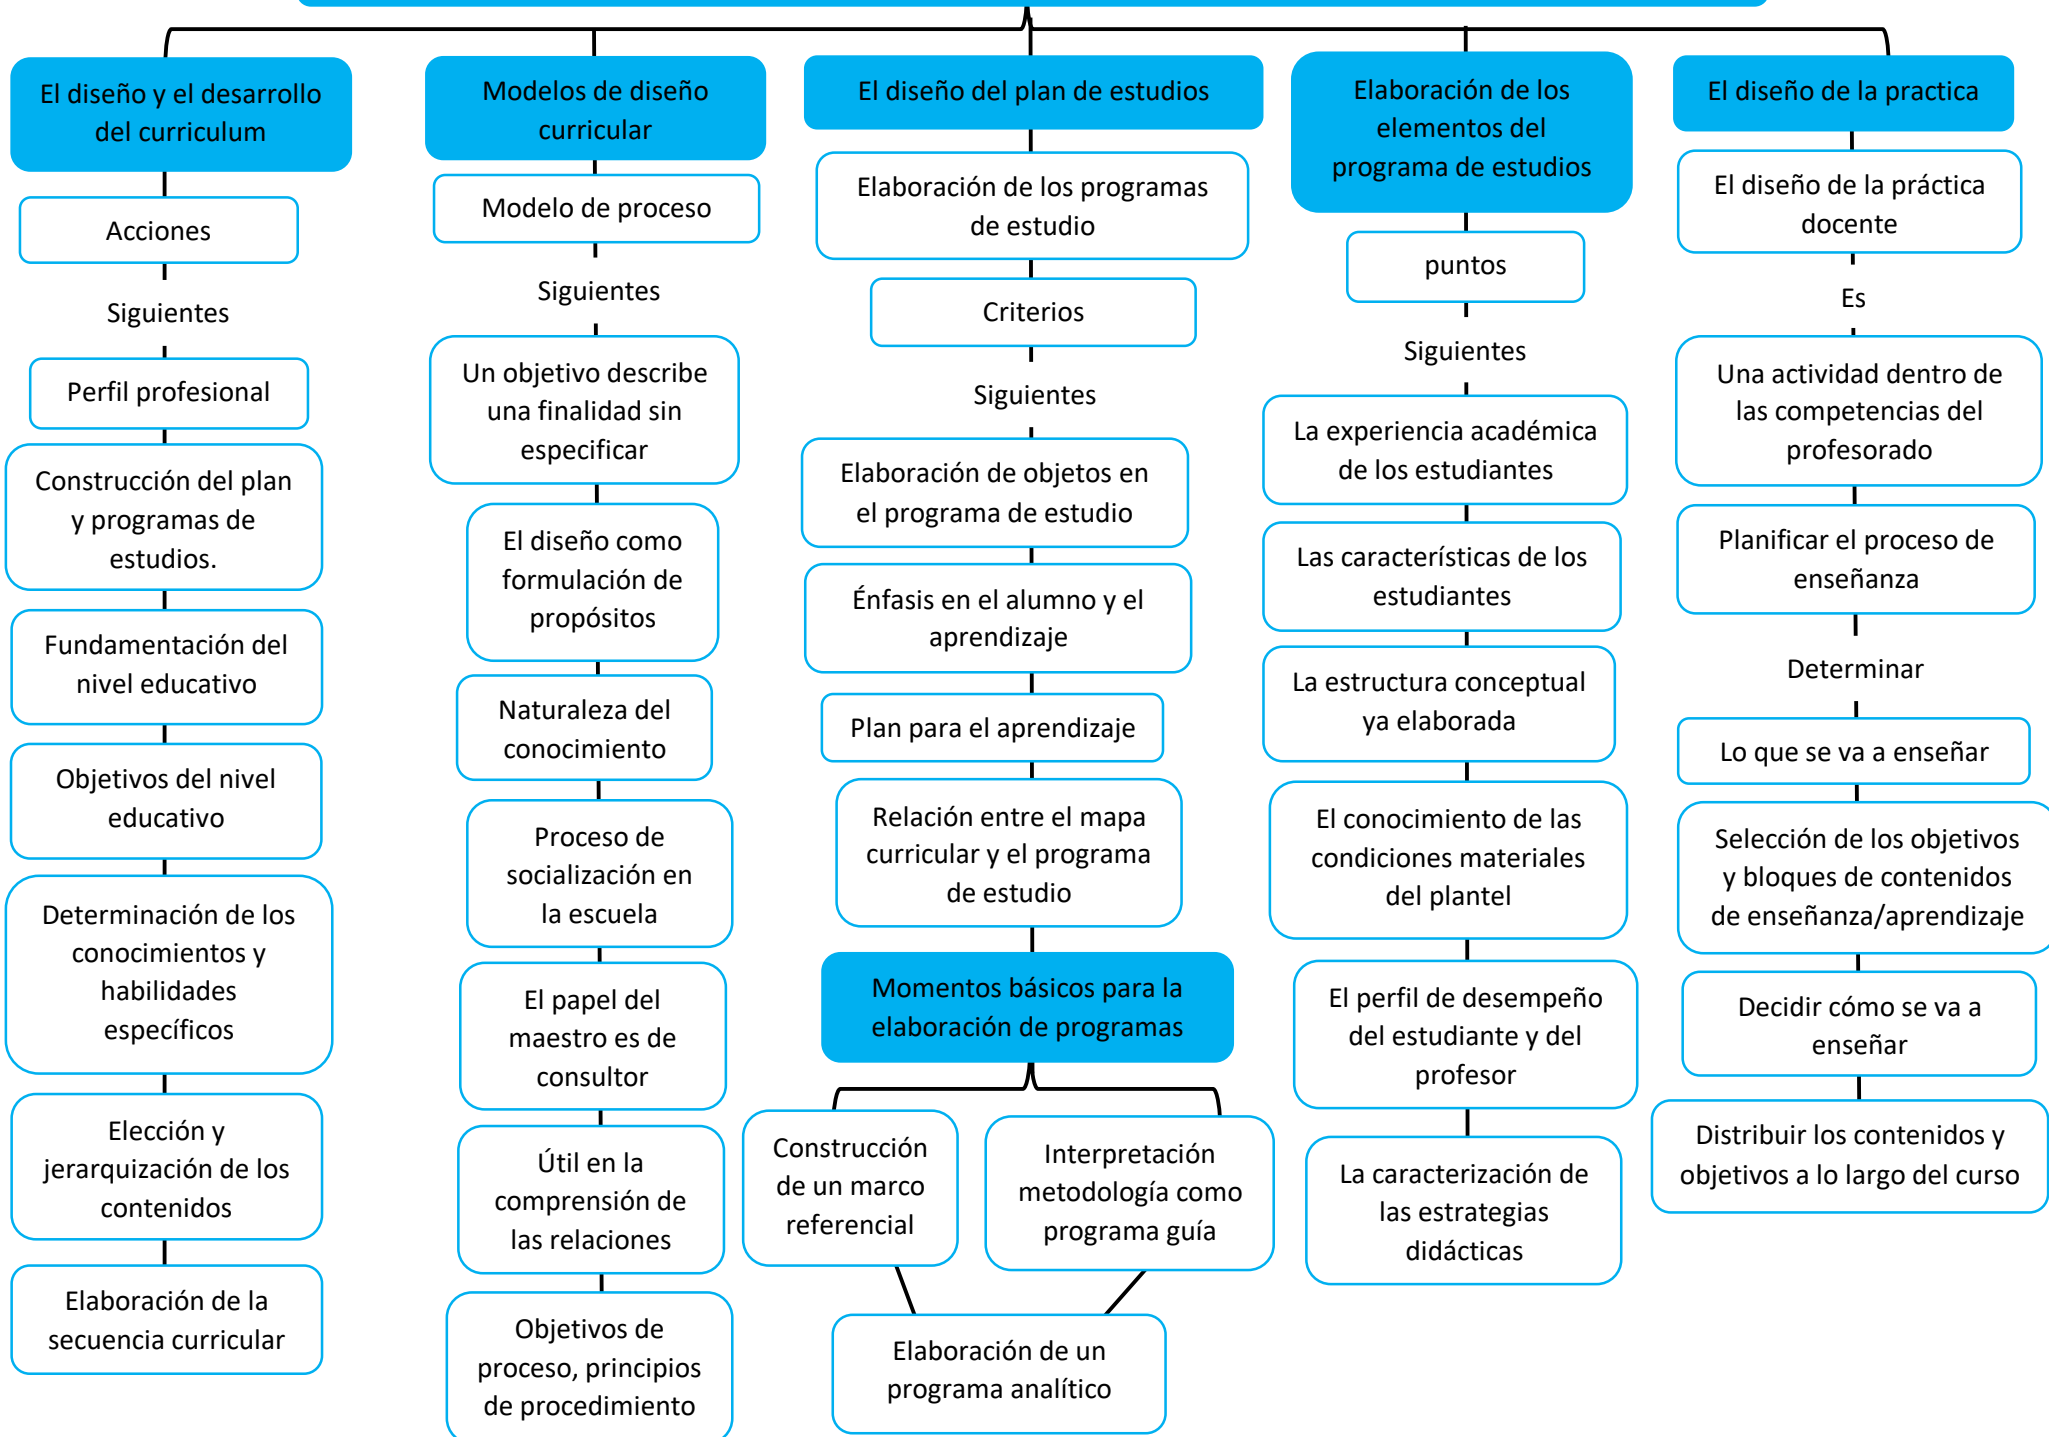 El diseño y el desarrollo
del curriculum
Acciones
Siguientes
Perfil profesional
Construcción del plan
y programas de
estudios.
Fundamentación del
nivel educativo
Objetivos del nivel
educativo
Determinación de los
conocimientos y
habilidades
específicos
Elección y
jerarquización de los
contenidos
Elaboración de la
secuencia curricular
Modelos de diseño
curricular
Modelo de proceso
Siguientes
Un objetivo describe
una finalidad sin
especificar
El diseño como
formulación de
propósitos
Naturaleza del
conocimiento
Proceso de
socialización en
la escuela
El papel del
maestro es de
consultor
Útil en la
comprensión de
las relaciones
Objetivos de
proceso, principios
de procedimiento
El diseño del plan de estudios
Elaboración de los programas
de estudio
Criterios
Siguientes
Elaboración de objetos en
el programa de estudio
Énfasis en el alumno y el
aprendizaje
Plan para el aprendizaje
Relación entre el mapa
curricular y el programa
de estudio
Momentos básicos para la
elaboración de programas
Construcción
de un marco
referencial
Interpretación
metodología como
programa guía
Elaboración de un
programa analítico
Elaboración de los
elementos del
programa de estudios
puntos
Siguientes
La experiencia académica
de los estudiantes
Las características de los
estudiantes
La estructura conceptual
ya elaborada
El conocimiento de las
condiciones materiales
del plantel
El perfil de desempeño
del estudiante y del
profesor
La caracterización de
las estrategias
didácticas
El diseño de la practica
El diseño de la práctica
docente
Es
Una actividad dentro de
las competencias del
profesorado
Planificar el proceso de
enseñanza
Determinar
Lo que se va a enseñar
Selección de los objetivos
y bloques de contenidos
de enseñanza/aprendizaje
Decidir cómo se va a
enseñar
Distribuir los contenidos y
objetivos a lo largo del curso